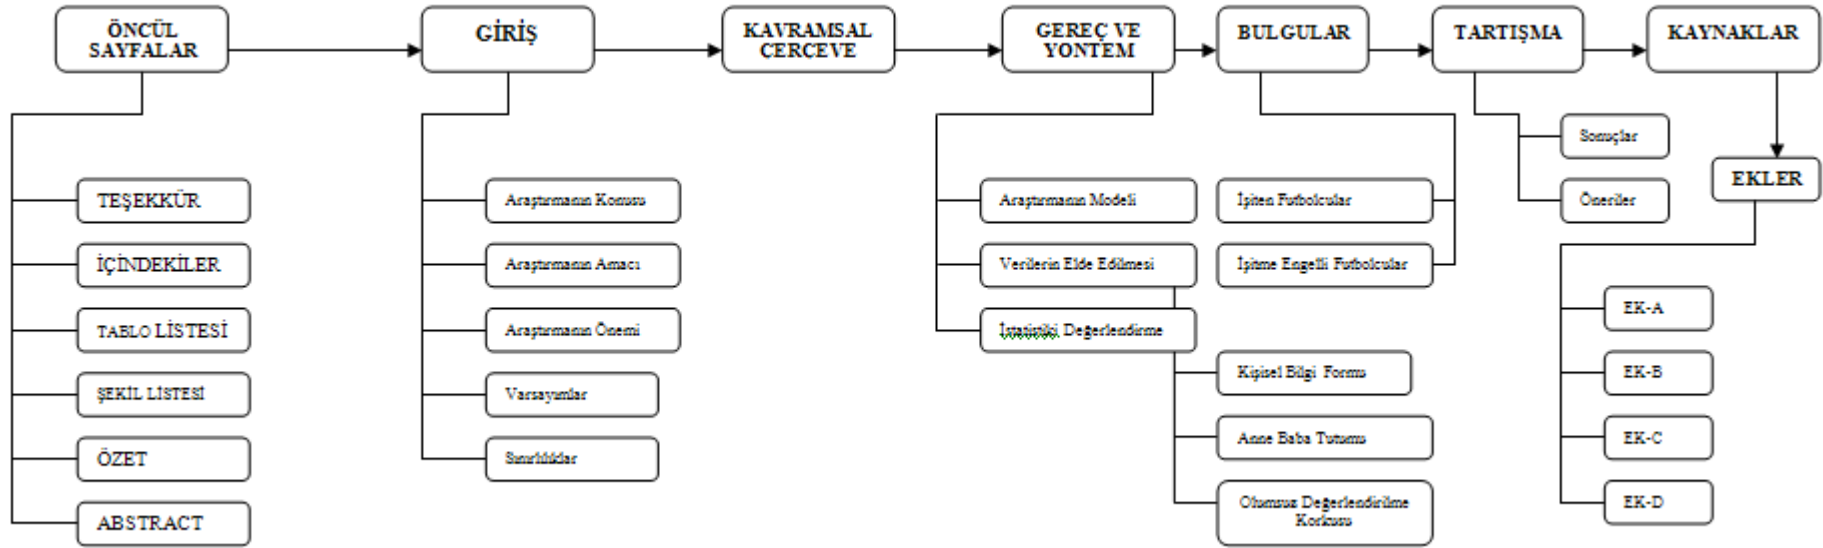 ÖNCÜL
SAYFALAR
GİRİŞ
KAVRAMSAL
ÇERÇEVE
GEREÇ VE
YÖNTEM
BULGULAR
TARTIŞMA
KAYNAKLAR
EKLER
TEŞEKKÜR
İÇİNDEKİLER
TABLO LİSTESİ
ŞEKİL LİSTESİ
ÖZET
ABSTRACT
Araştırmanın Konusu
Araştırmanın Amacı
Araştırmanın Önemi
Varsayımlar
Sınırlılıklar
Araştırmanın Modeli
Verilerin Elde Edilmesi
İstatistiki Değerlendirme
Kişisel Bilgi Formu
Anne Baba Tutumu
Olumsuz Değerlendirilme
Korkusu
İşiten Futbolcular
İşitme Engelli Futbolcular
Sonuçlar
Öneriler
EK-A
EK-B
EK-C
EK-D